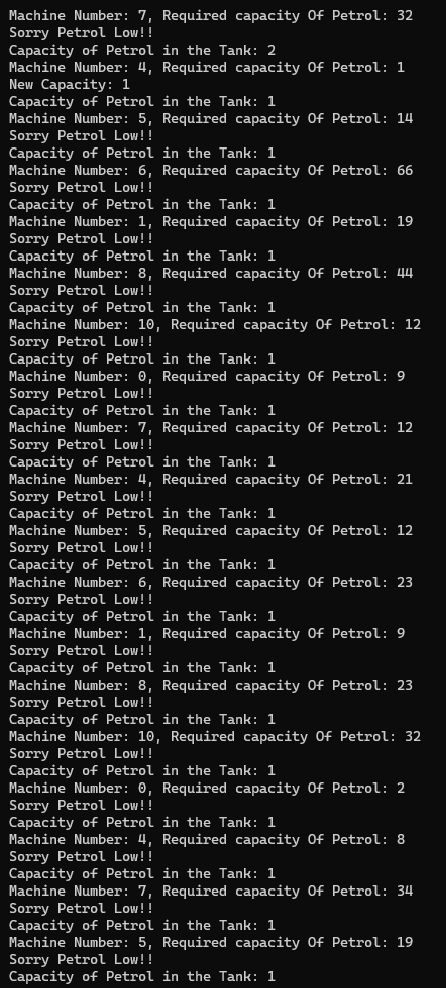 Machine Number: 7, Required capacity Of Petrol: 32
Sorry Petrol Low!!
Capacity of Petrol in the Tank: 2
Machine Number: 4, Required capacity Of Petrol: 1
New Capacity: 1
Capacity of Petrol in the Tank: 1
Machine Number: 5, Required capacity Of Petrol: 14
Sorry Petrol Low!!
Capacity of Petrol in the Tank: 1
Machine Number: 6, Required capacity Of Petrol: 66
Sorry Petrol Low!!
Capacity of Petrol in the Tank: 1
Machine Number: 1, Required capacity Of Petrol: 19
Sorry Petrol Low!!
Capacity of Petrol in the Tank: 1
Machine Number: 8, Required capacity Of Petrol: 44
Sorry Petrol Low!!
Capacity of Petrol in the Tank: 1
Machine Number: 10, Required capacity Of Petrol: 12
Sorry Petrol Low!!
Capacity of Petrol in the Tank: 1
Machine Number: 0, Required capacity Of Petrol: 9
Sorry Petrol Low!!
Capacity of Petrol in the Tank: 1
Machine Number: 7, Required capacity Of Petrol: 12
Sorry Petrol Low!!
Capacity of Petrol in the Tank: 1
Machine Number: 4, Required capacity Of Petrol: 21
Sorry Petrol Low!!
Capacity of Petrol in the Tank: 1
Machine Number: 5, Required capacity Of Petrol: 12
Sorry Petrol Low!!
Capacity of Petrol in the Tank: 1
Machine Number: 6, Required capacity Of Petrol: 23
Sorry Petrol Low!!
Capacity of Petrol in the Tank: 1
Machine Number: 1, Required capacity Of Petrol: 9
Sorry Petrol Low!!
Capacity of Petrol in the Tank: 1
Machine Number: 8, Required capacity Of Petrol: 23
Sorry Petrol Low!!
Capacity of Petrol in the Tank: 1
Machine Number: 10, Required capacity Of Petrol: 32
Sorry Petrol Low!!
Capacity of Petrol in the Tank: 1
Machine Number: 0, Required capacity Of Petrol: 2
Sorry Petrol Low!!
Capacity of Petrol in the Tank: 1
Machine Number: 4, Required capacity Of Petrol: 8
Sorry Petrol Low!!
Capacity of Petrol in the Tank: 1
Machine Number: 7, Required capacity Of Petrol: 34
Sorry Petrol Low!!
Capacity of Petrol in the Tank: 1
Machine Number: 5, Required capacity Of Petrol: 19
Sorry Petrol Low!!
Capacity of Petrol in the Tank: 1